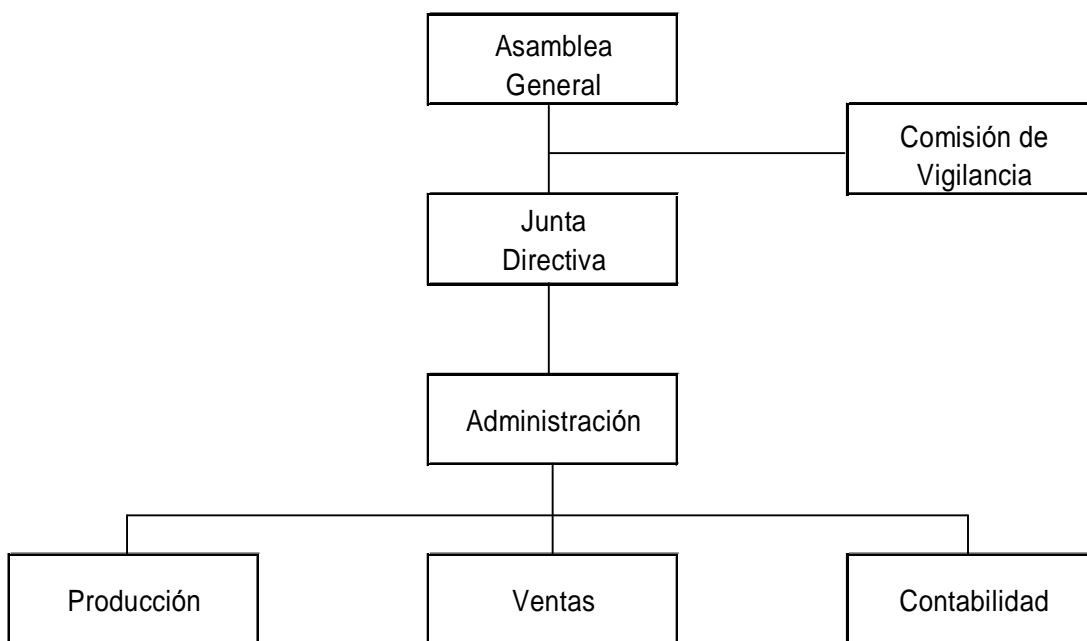 Asamblea
General
Comisión de
Vigilancia
Junta
Directiva
Administración
Producción
Ventas
Contabilidad